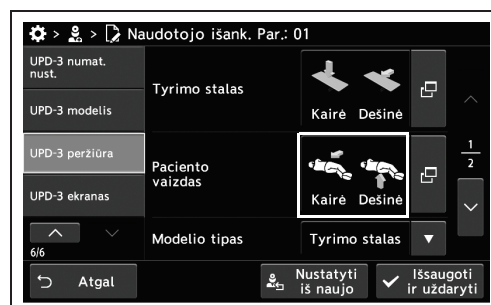 > > Naudotojo išank. Par.: 01
UPD-3 numat.
nust.
UPD-3 modelis
UPD-3 peržiūra
UPD-3 ekranas
6/6
Tyrimo stalas
Kairė Dešinė
Paciento
vaizdas
Kairė Dešinė
Modelio tipas
Tyrimo stalas
1
2
Atgal
Nustatyti
iš naujo
Išsaugoti
ir uždaryti